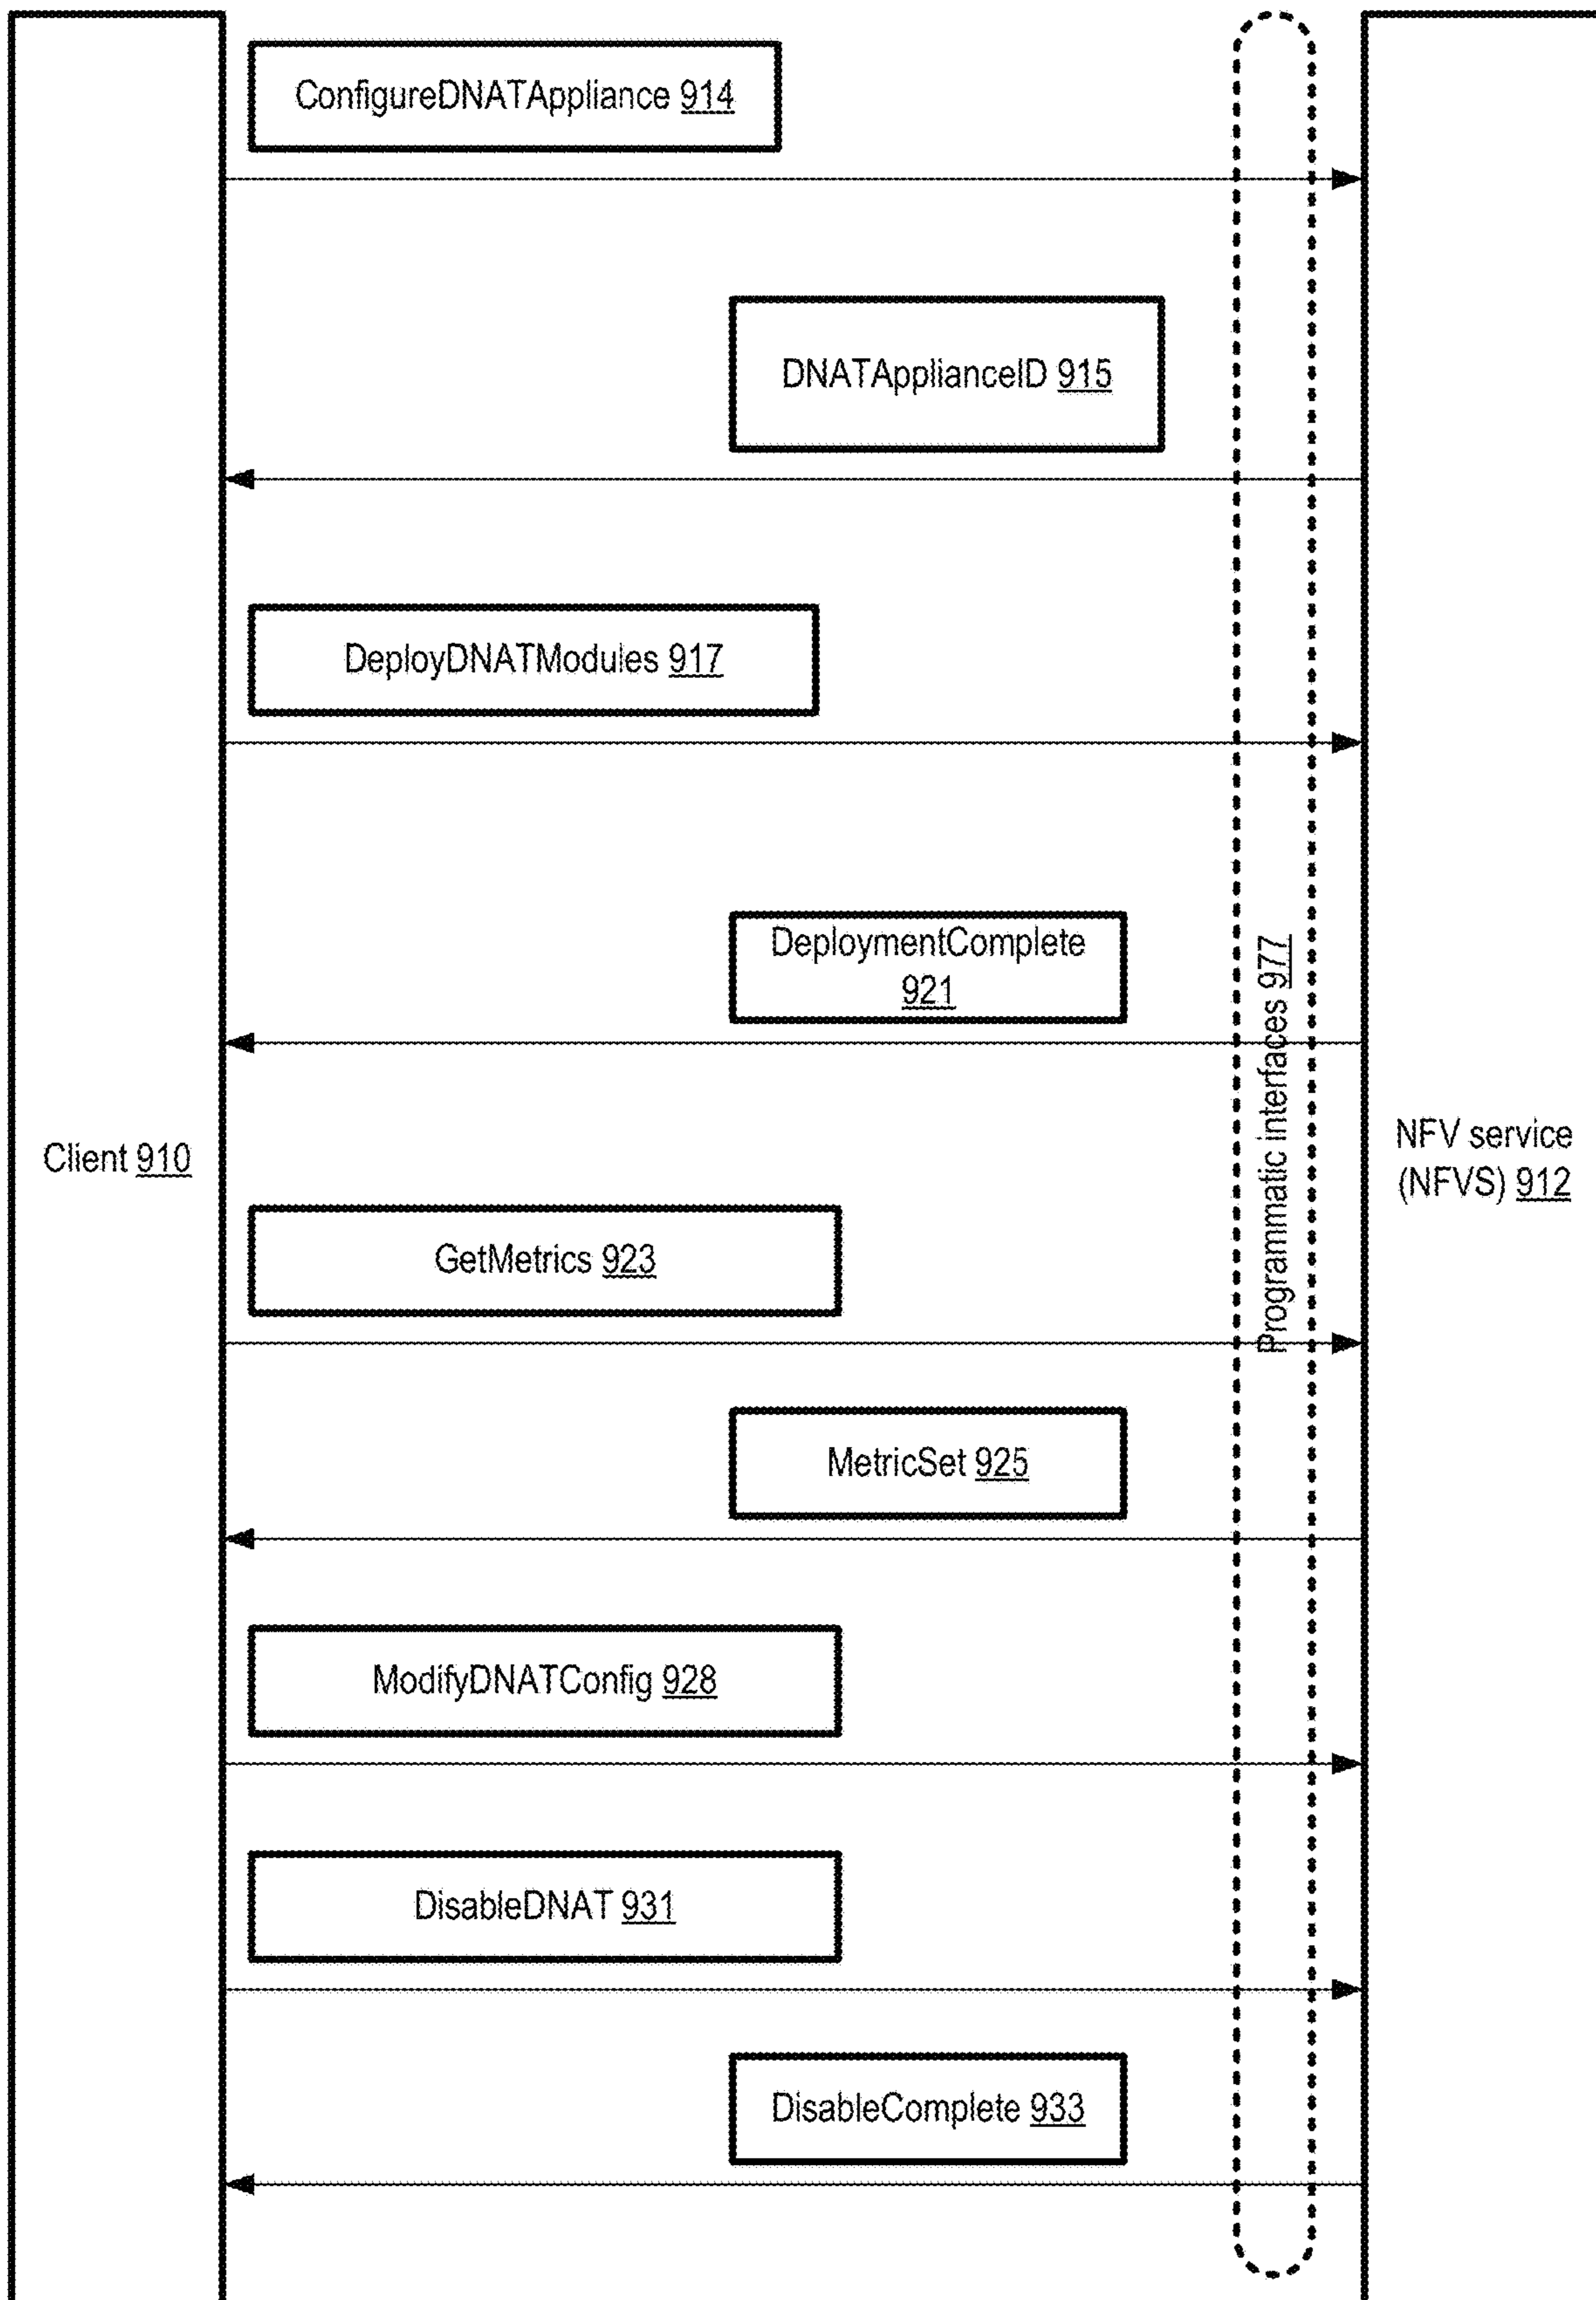 ConfigureDNATAppliance 914
DNATApplianceID 915
DeployDNATModules 917
DeploymentComplete
921
Client 910
Programmatic interfaces 977
NFV service
(NFVS) 912
GetMetrics 923
MetricSet 925
ModifyDNATConfig 928
DisableDNAT 931
DisableComplete 933